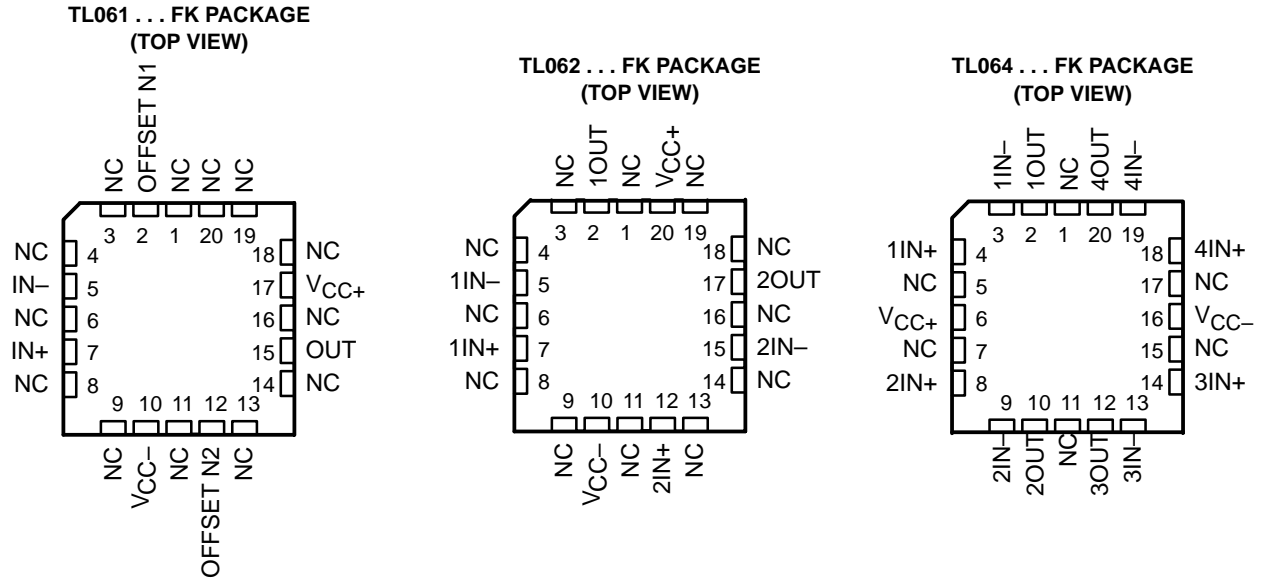 TL061 . . . FK PACKAGE
(TOP VIEW)
NC
OFFSET N1
NC
NC
NC
3 2 1 20 19
NC 4
IN– 5
NC 6
IN+ 7
NC 8
18 NC
17 VCC+
16 NC
15 OUT
14 NC
9 10 11 12 13
NC
VCC–
NC
OFFSET N2
NC
TL062 . . . FK PACKAGE
(TOP VIEW)
NC
1OUT
NC
VCC+
NC
3 2 1 20 19
NC 4
1IN– 5
NC 6
1IN+ 7
NC 8
18 NC
17 2OUT
16 NC
15 2IN–
14 NC
9 10 11 12 13
NC
VCC–
NC
2IN+
NC
TL064 . . . FK PACKAGE
(TOP VIEW)
1IN–
1OUT
NC
4OUT
4IN–
3 2 1 20 19
1IN+ 4
NC 5
VCC+ 6
NC 7
2IN+ 8
18 4IN+
17 NC
16 VCC–
15 NC
14 3IN+
9 10 11 12 13
2IN–
2OUT
NC
3OUT
3IN–